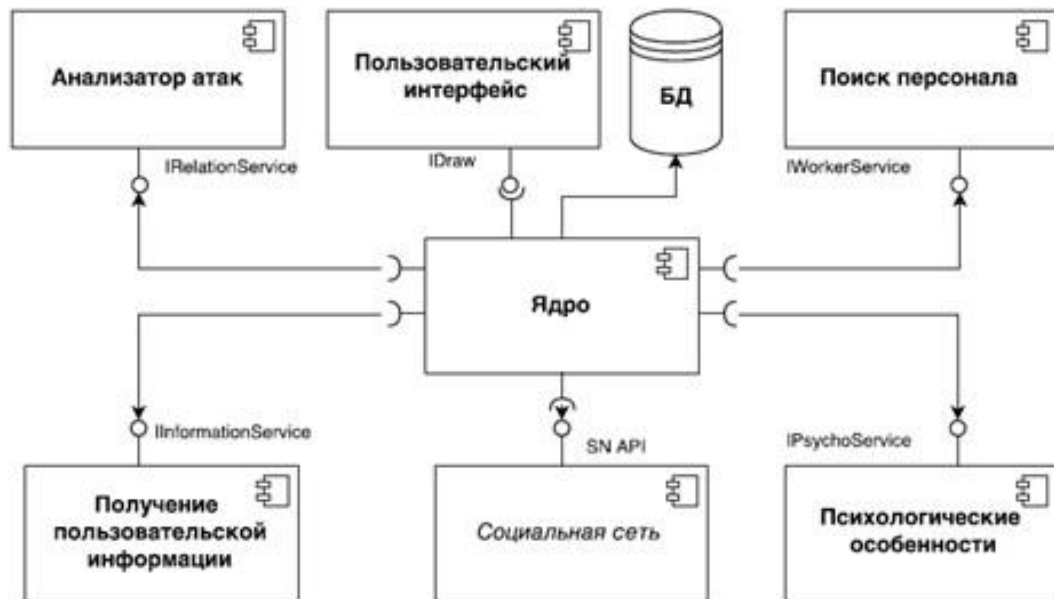 Анализатор атак
Пользовательский
интерфейс
БД
Поиск персонала
IRelationService
IDraw
IWorkerService
Ядро
IInformationService
SN API
IPsychoService
Получение
пользовательской
информации
Социальная сеть
Психологические
особенности